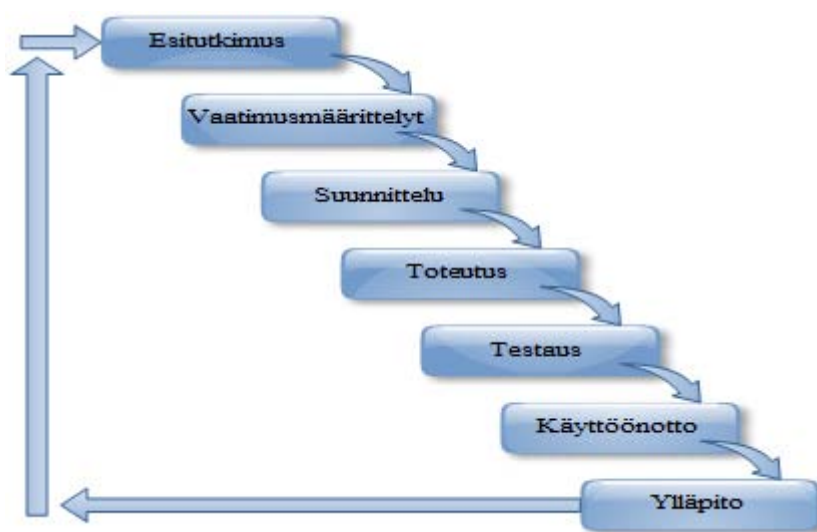 Esitutkimus
Vaatimusmäärittelyt
Suunnittelu
Toteutus
Testaus
Käyttöönotto
Ylläpito